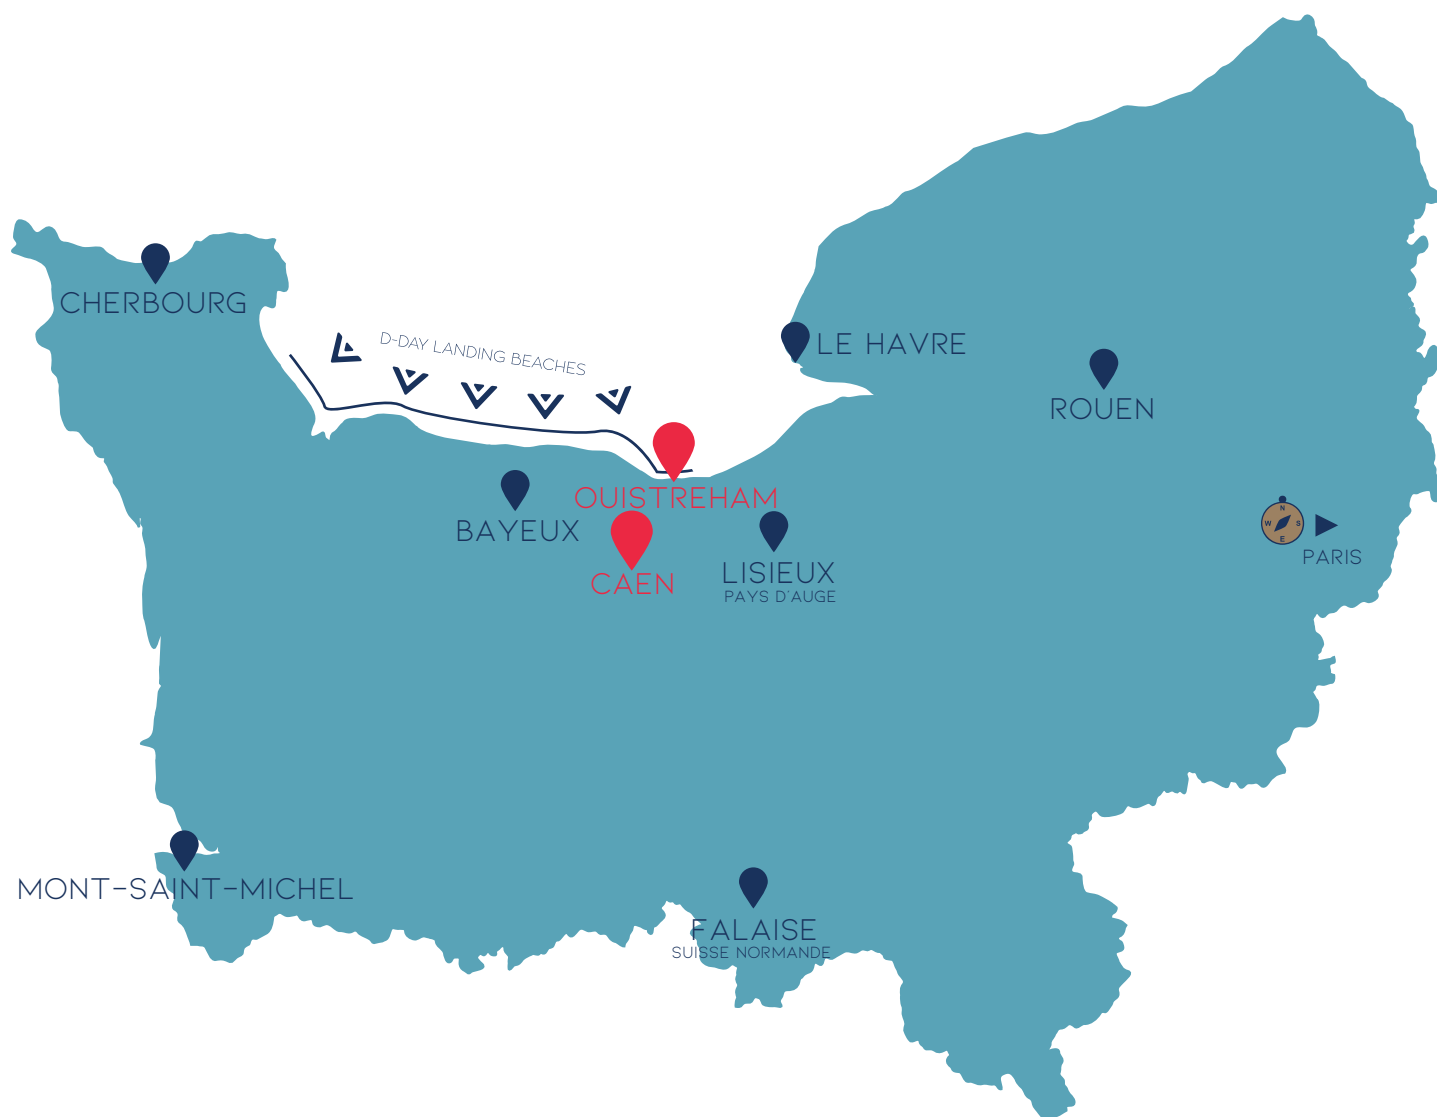 CHERBOURG
D-DAY LANDING BEACHES
LE HAVRE
ROUEN
OUISTREHAM
BAYEUX
CAEN
LISIEUX
PAYS D'AUGE
N
W S
E
PARIS
MONT-SAINT-MICHEL
FALAISE
SUISSE NORMANDE